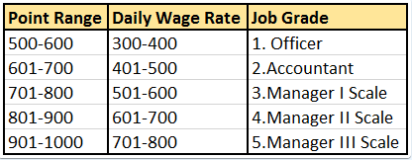 Point Range Daily Wage Rate Job Grade
500-600 300-400 1. Officer
601-700 401-500 2.Accountant
701-800 501-600 3.Manager I Scale
801-900 601-700 4.Manager II Scale
901-1000 701-800 5.Manager III Scale